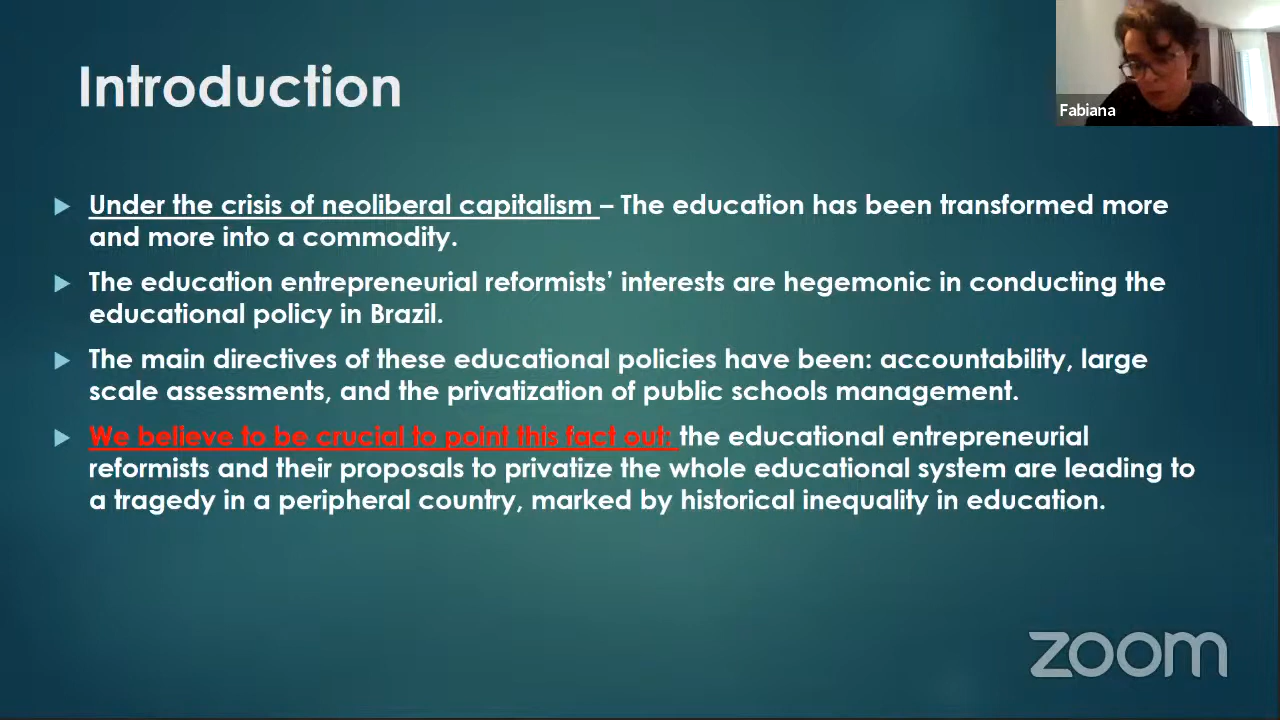 Introduction
Fabiana
Under the crisis of neoliberal capitalism – The education has been transformed more
and more into a commodity.
The education entrepreneurial reformists’ interests are hegemonic in conducting the
educational policy in Brazil.
The main directives of these educational policies have been: accountability, large
scale assessments, and the privatization of public schools management.
We believe to be crucial to point this fact out: the educational entrepreneurial
reformists and their proposals to privatize the whole educational system are leading to
a tragedy in a peripheral country, marked by historical inequality in education.
zoom